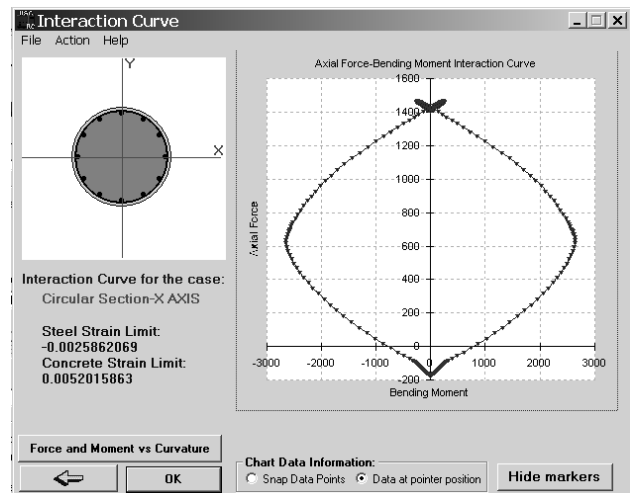 Interaction Curve
File Action Help
Y
X
Interaction Curve for the case:
Circular Section-X AXIS
Steel Strain Limit:
-0.0025862069
Concrete Strain Limit:
0.0052015863
Axial Force-Bending Moment Interaction Curve
1600
1400
1200
1000
800
600
400
200
0
-200
-3000 -2000 -1000 0 1000 2000 3000
Axial Force
Bending Moment
Force and Moment vs Curvature
OK
Chart Data Information:
Snap Data Points Data at pointer position
Hide markers